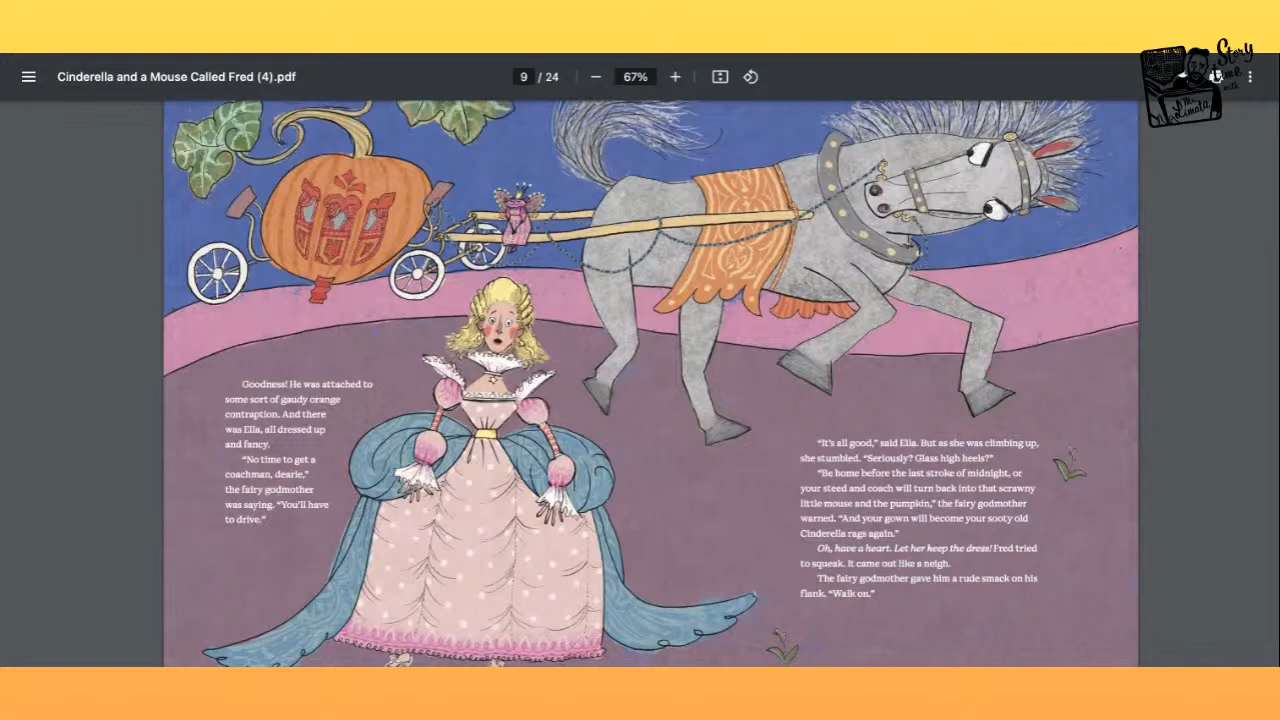 Cinderella and a Mouse Called Fred (4).pdf
9 / 24
67%
Story
time
with
Mr.
Limata
Goodness! He was attached to
some sort of gaudy orange
contraption. And there
was Ella, all dressed up
and fancy.
“No time to get a
coachman, dearie,”
the fairy godmother
was saying. “You’ll have
to drive.”
“It’s all good,” said Ella. But as she was climbing up,
she stumbled. “Seriously? Glass high heels?”
“Be home before the last stroke of midnight, or
your steed and coach will turn back into that scrawny
little mouse and the pumpkin,” the fairy godmother
warned. “And your gown will become your sooty old
Cinderella rags again.”
Oh, have a heart. Let her keep the dress! Fred tried
to squeak. It came out like a neigh.
The fairy godmother gave him a rude smack on his
flank. “Walk on.”